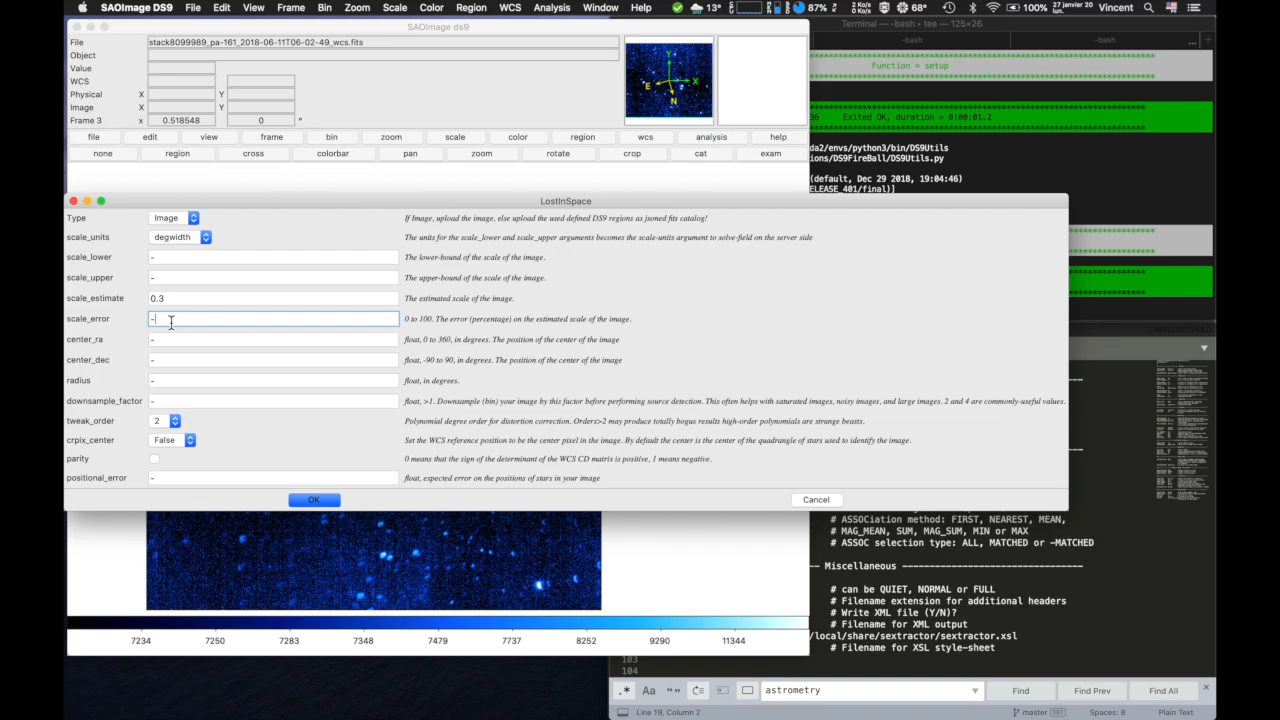 SAOImage DS9 File Edit View Frame Bin Zoom Scale Color Region WCS Analysis Window Help 13° 2 Ko/s 0 Ko/s 87% 68° 100% 27 janvier 20 lun. Vincent
SAOImage ds9
File stack8099989_pa-161_2018-06-11T06-02-49_wcs.fits
Object
Value
WCS
Physical X Y
Image X Y
Frame 3 x 0.518548 0 °
Y
X
E
N
file edit view frame bin zoom scale color region wcs analysis help
none region cross colorbar pan zoom rotate crop cat exam
Terminal — -bash • tee — 125×26
-bash -bash ... +
Function = setup
36 Exited OK, duration = 0:00:01.2
da2/envs/python3/bin/DS9Utils
ions/DS9FireBall/DS9Utils.py
(default, Dec 29 2018, 19:04:46)
ELEASE_401/final)]
LostInSpace
Type Image If Image, upload the image, else upload the used defined DS9 regions as jsoned fits catalog!
scale_units degwidth The units for the scale_lower and scale_upper arguments becomes the scale-units argument to solve-field on the server side
scale_lower - The lower-bound of the scale of the image.
scale_upper - The upper-bound of the scale of the image.
scale_estimate 0.3 The estimated scale of the image.
scale_error - 0 to 100. The error (percentage) on the estimated scale of the image.
center_ra - float, 0 to 360, in degrees. The position of the center of the image
center_dec - float, -90 to 90, in degrees. The position of the center of the image
radius - float, in degrees.
downsample_factor - float, >1. Downsample (bin) your image by this factor before performing source detection. This often helps with saturated images, noisy images, and large images. 2 and 4 are commonly-useful values.
tweak_order 2 Polynomial degree order for distortion correction. Orders>2 may produce totally bogus results high-order polynomials are strange beasts.
crpix_center False Set the WCS reference position to be the center pixel in the image. By default the center is the center of the quadrangle of stars used to identify the image.
parity 0 means that the sign of the determinant of the WCS CD matrix is positive, 1 means negative.
positional_error - float, expected error on the positions of stars in your image
OK Cancel
7234 7250 7283 7348 7479 7737 8252 9290 11344
# ASSOCiation method: FIRST, NEAREST, MEAN,
# MAG_MEAN, SUM, MAG_SUM, MIN or MAX
# ASSOC selection type: ALL, MATCHED or -MATCHED
-- Miscellaneous --------------------------------
# can be QUIET, NORMAL or FULL
# Filename extension for additional headers
# Write XML file (Y/N)?
# Filename for XML output
/local/share/sextractor/sextractor.xsl
# Filename for XSL style-sheet
103
104
.* Aa “” astrometry Find Find Prev Find All ×
Line 19, Column 2 master 361 Spaces: 8 Plain Text